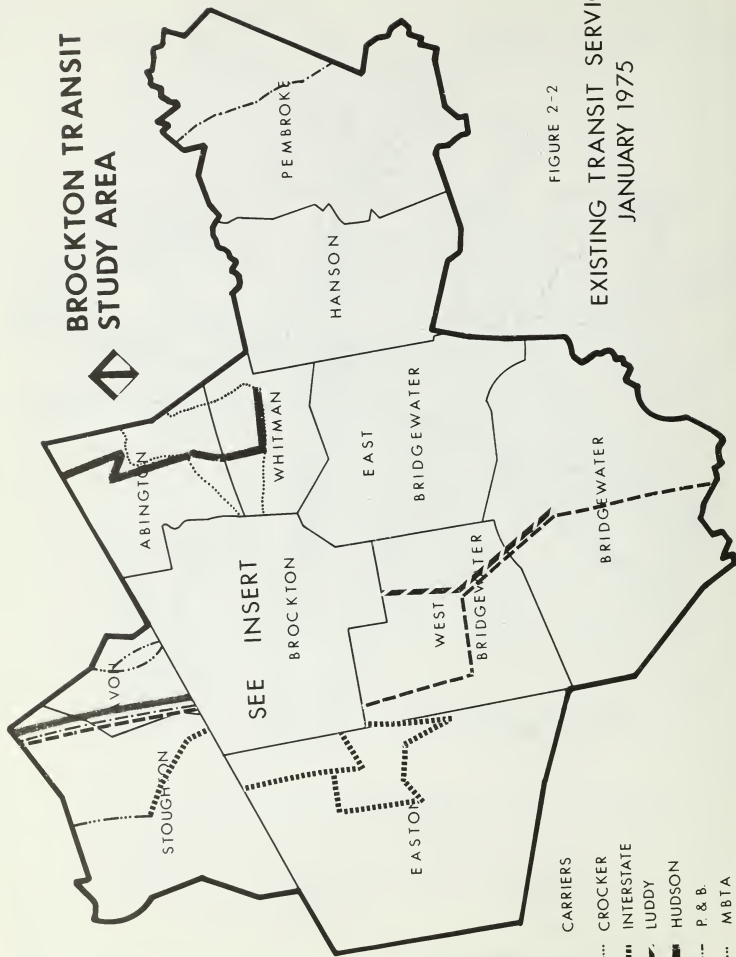 BROCKTON TRANSIT
STUDY AREA
PEMBROKE
HANSON
WHITMAN
ABINGTON
EAST
BRIDGEWATER
SEE INSERT
BROCKTON
AVON
STOUGHTON
EASTON
WEST
BRIDGEWATER
BRIDGEWATER
FIGURE 2-2
EXISTING TRANSIT
JANUARY 1975
CARRIERS
CROCKER
INTERSTATE
LUDDY
HUDSON
P. & B.
MBTA